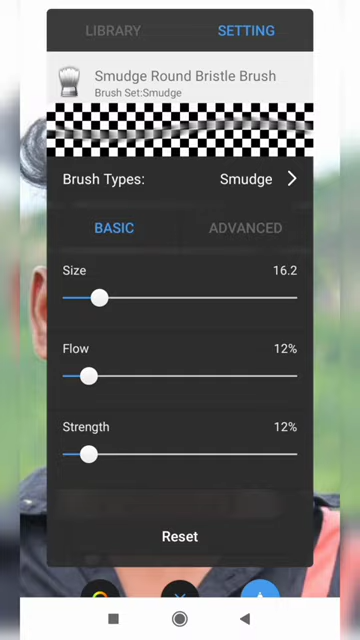 LIBRARY SETTING
Smudge Round Bristle Brush
Brush Set:Smudge
Brush Types: Smudge
BASIC ADVANCED
Size 16.2
Flow 12%
Strength 12%
Reset